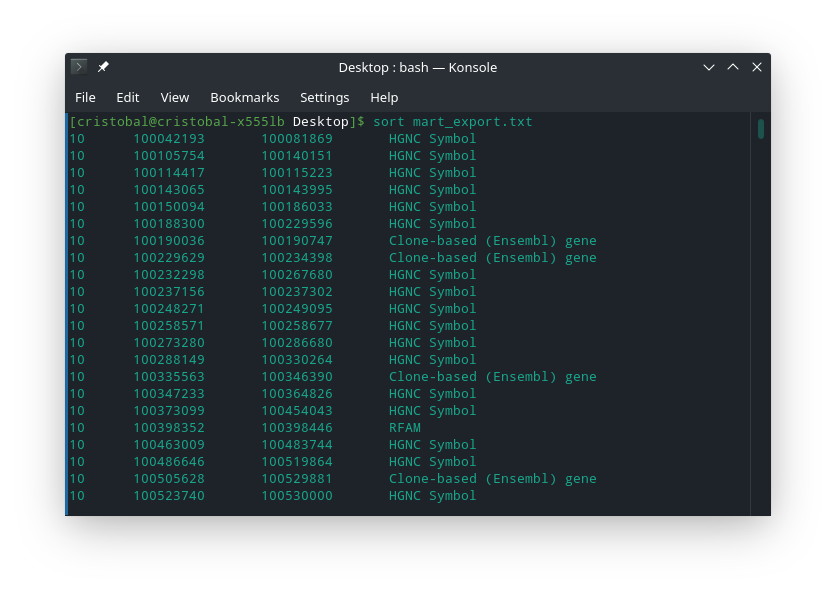 Desktop : bash — Konsole
File Edit View Bookmarks Settings Help
[cristobal@cristobal-x555lb Desktop]$ sort mart_export.txt
10 100042193 100081869 HGNC Symbol
10 100105754 100140151 HGNC Symbol
10 100114417 100115223 HGNC Symbol
10 100143065 100143995 HGNC Symbol
10 100150094 100186033 HGNC Symbol
10 100188300 100229596 HGNC Symbol
10 100190036 100190747 Clone-based (Ensembl) gene
10 100229629 100234398 Clone-based (Ensembl) gene
10 100232298 100267680 HGNC Symbol
10 100237156 100237302 HGNC Symbol
10 100248271 100249095 HGNC Symbol
10 100258571 100258677 HGNC Symbol
10 100273280 100286680 HGNC Symbol
10 100288149 100330264 HGNC Symbol
10 100335563 100346390 Clone-based (Ensembl) gene
10 100347233 100364826 HGNC Symbol
10 100373099 100454043 HGNC Symbol
10 100398352 100398446 RFAM
10 100463009 100483744 HGNC Symbol
10 100486646 100519864 HGNC Symbol
10 100505628 100529881 Clone-based (Ensembl) gene
10 100523740 100530000 HGNC Symbol